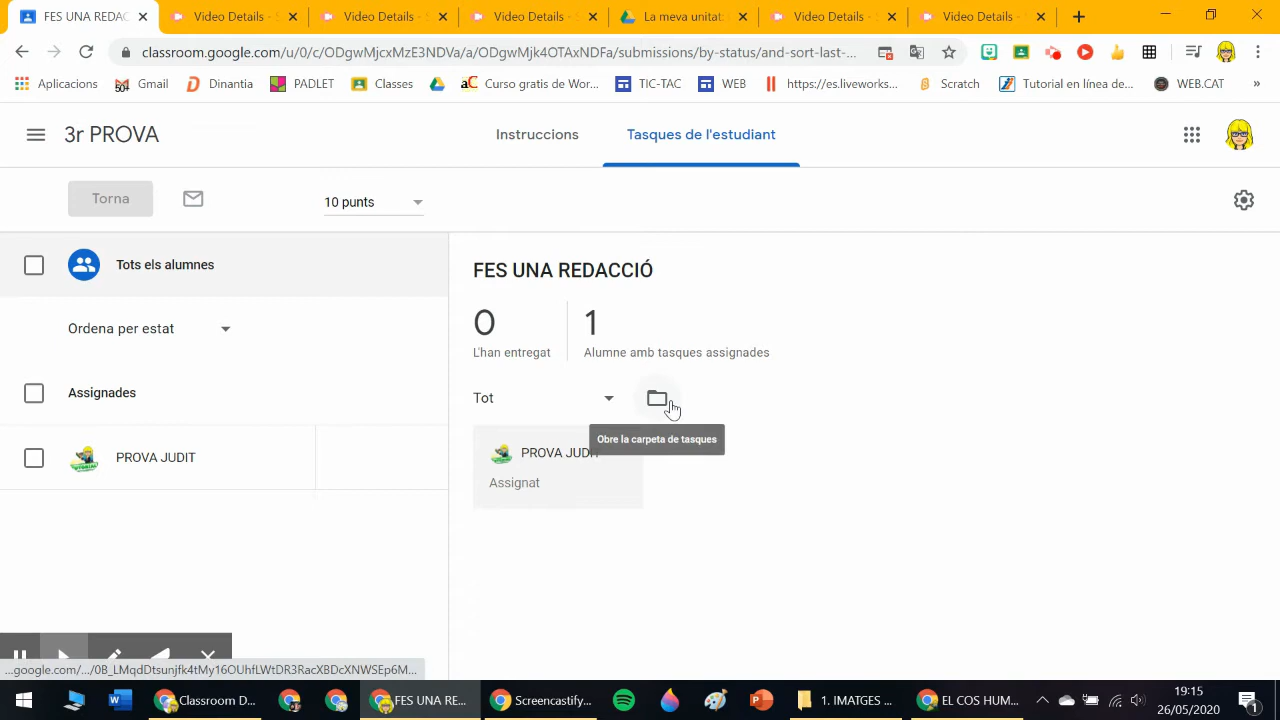 FES UNA REDACC
Video Details - S
Video Details - S
Video Details - S
La meva unitat:
Video Details - S
Video Details - S
classroom.google.com/u/0/c/ODgwMjcxMzE3NDVa/a/ODgwMjk4OTAxNDFa/submissions/by-status/and-sort-last-...
Aplicacions
Gmail
Dinantia
PADLET
Classes
Curso gratis de Wor...
TIC-TAC
WEB
https://es.liveworks...
Scratch
Tutorial en línea de...
WEB.CAT
»
3r PROVA
Instruccions
Tasques de l'estudiant
Torna
10 punts
Tots els alumnes
FES UNA REDACCIÓ
0
1
L'han entregat
Alumne amb tasques assignades
Ordena per estat
Tot
Assignades
Obre la carpeta de tasques
PROVA JUDIT
PROVA JUDIT
Assignat
...google.com/.../0B_LMqdDtsunjfk4tMy16OUhfLWtDR3RacXBDcXNWSEp6M...
Classroom D...
FES UNA RE...
Screencastify...
1. IMATGES ...
EL COS HUM...
19:15
26/05/2020
1